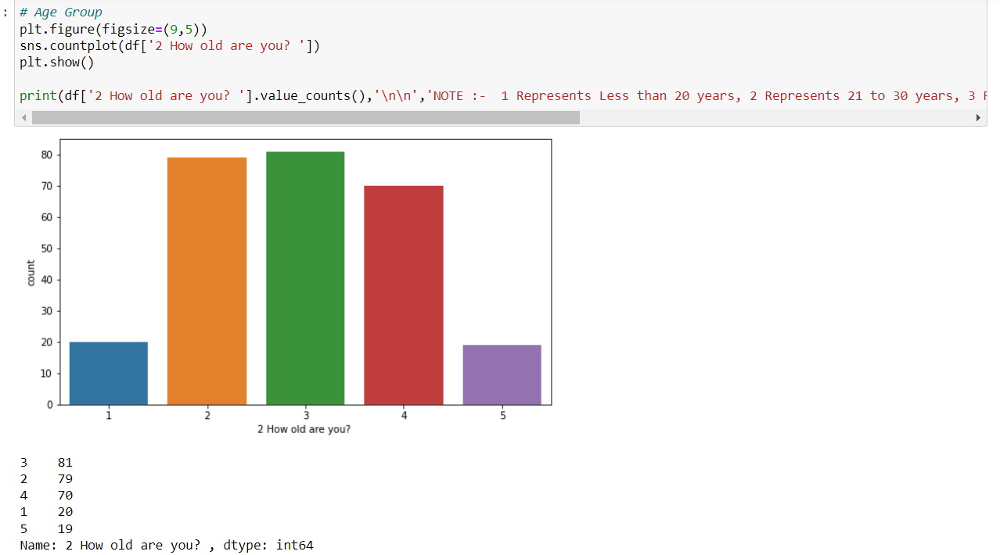 :
# Age Group
plt.figure(figsize=(9,5))
sns.countplot(df['2 How old are you? '])
plt.show()
print(df['2 How old are you? '].value_counts(),'\n\n','NOTE :-  1 Represents Less than 20 years, 2 Represents 21 to 30 years, 3
80
70
60
50
40
30
20
10
0
count
1 2 3 4 5
2 How old are you?
3    81
2    79
4    70
1    20
5    19
Name: 2 How old are you? , dtype: int64